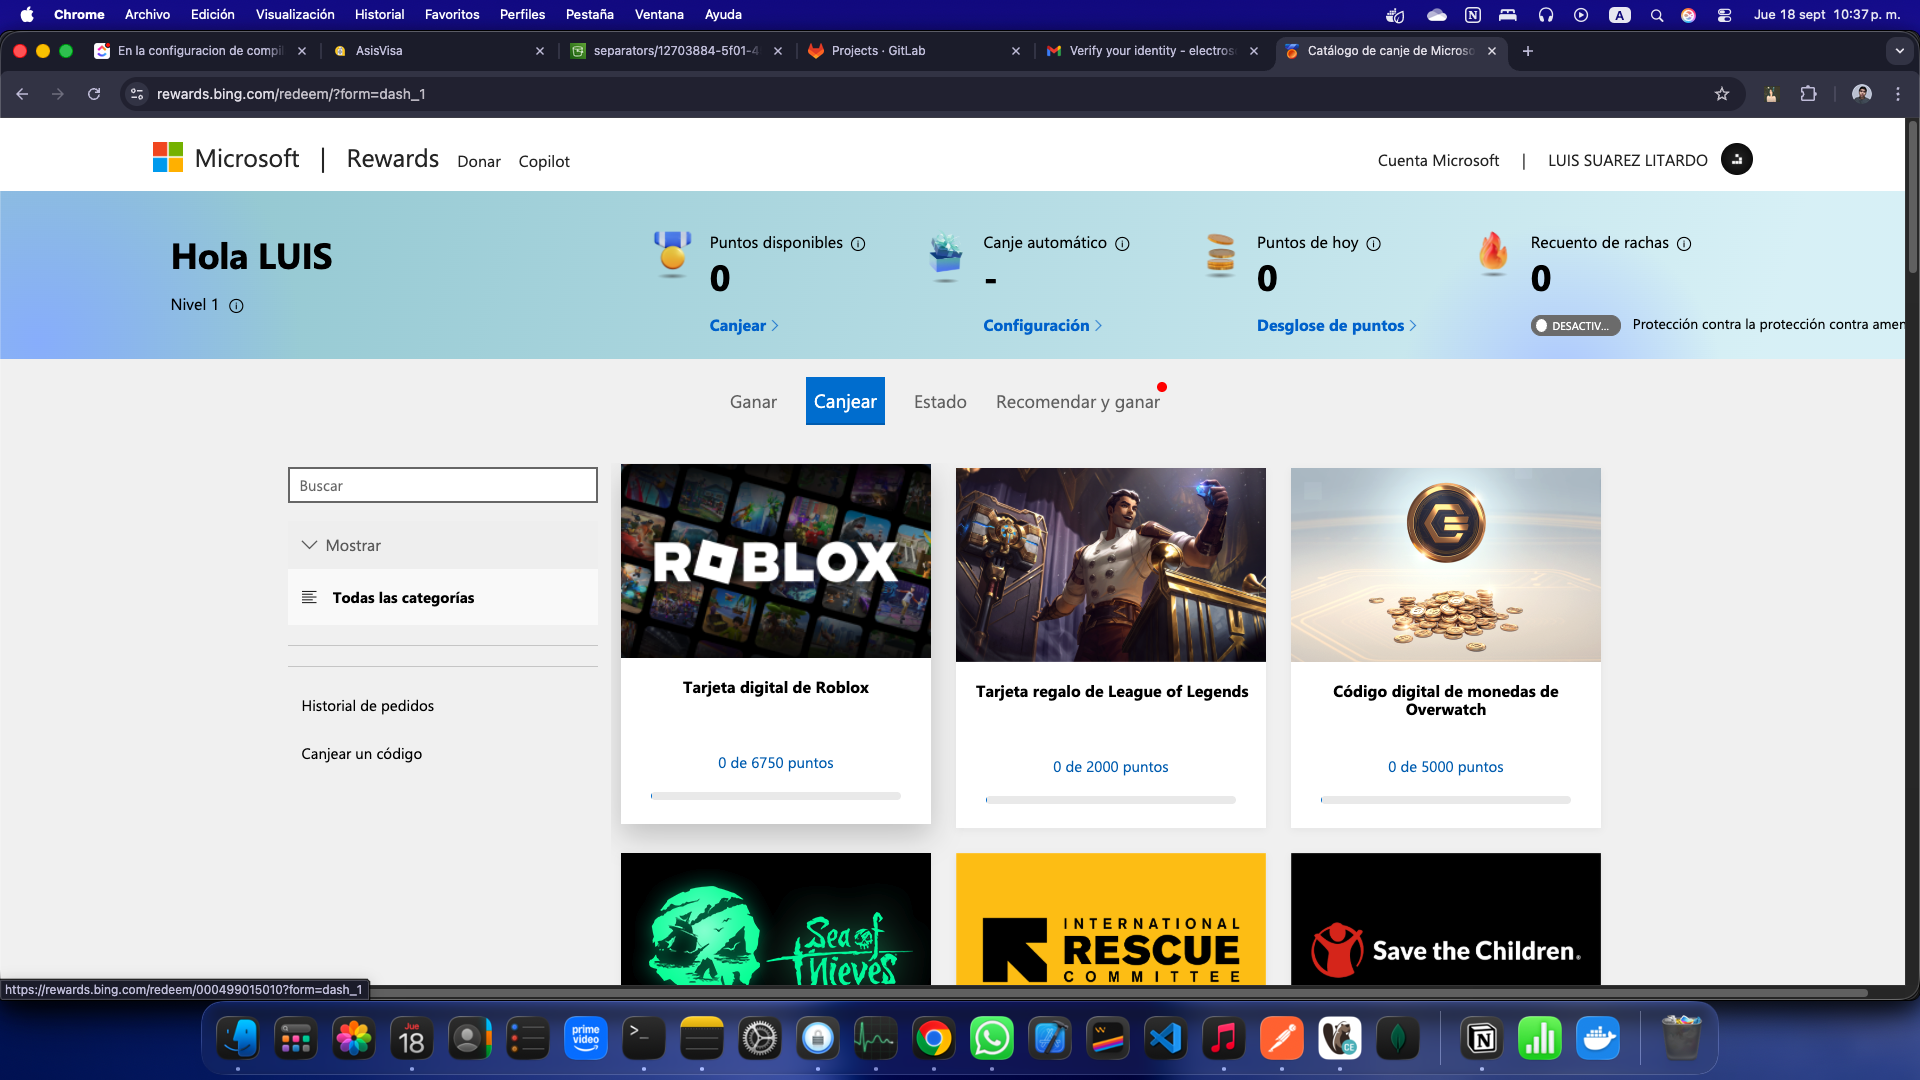 Chrome Archivo Edición Visualización Historial Favoritos Perfiles Pestaña Ventana Ayuda
A
Jue 18 sept 10:37 p. m.
En la configuracion de compil
AsisVisa
separators/12703884-5f01-4
Projects · GitLab
Verify your identity - electros
Catálogo de canje de Microso
rewards.bing.com/redeem/?form=dash_1
Microsoft | Rewards Donar Copilot
Cuenta Microsoft | LUIS SUAREZ LITARDO
Hola LUIS
Nivel 1
Puntos disponibles
0
Canjear
Canje automático
-
Configuración
Puntos de hoy
0
Desglose de puntos
Recuento de rachas
0
DESACTIV...
Protección contra la protección contra amen
Ganar
Canjear
Estado
Recomendar y ganar
Buscar
Mostrar
Todas las categorías
Historial de pedidos
Canjear un código
ROBLOX
Tarjeta digital de Roblox
0 de 6750 puntos
Tarjeta regalo de League of Legends
0 de 2000 puntos
Código digital de monedas de
Overwatch
0 de 5000 puntos
Sea of
Thieves
INTERNATIONAL
RESCUE
COMMITTEE
Save the Children.
https://rewards.bing.com/redeem/000499015010?form=dash_1
Jue
18
prime
video
CE